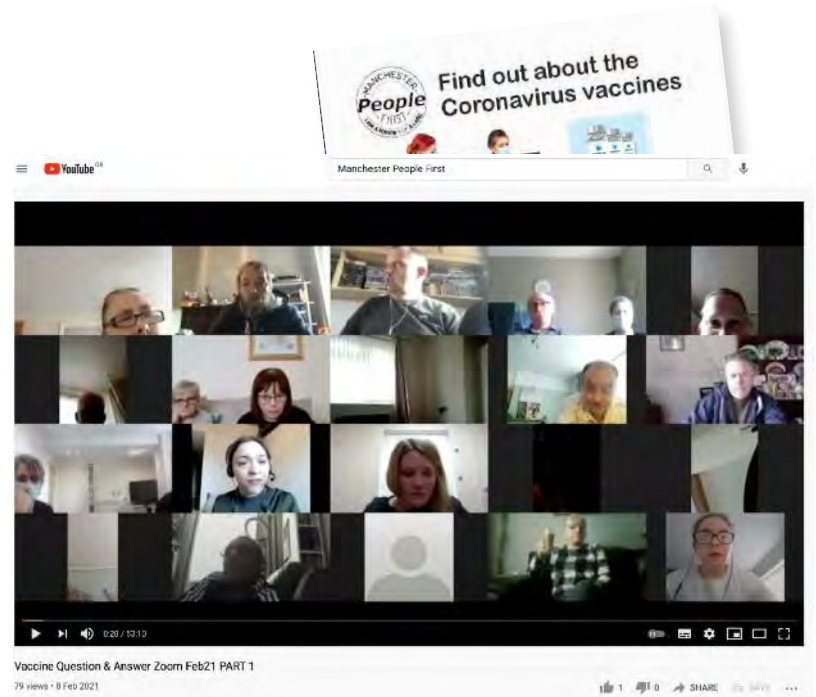 MANCHESTER
People
FIRST
Find out about the
Coronavirus vaccines
YouTube GB
Manchester People First
0:20 / 53:10
Vaccine Question & Answer Zoom Feb21 PART 1
79 views • 8 Feb 2021
1
0
SHARE
SAVE